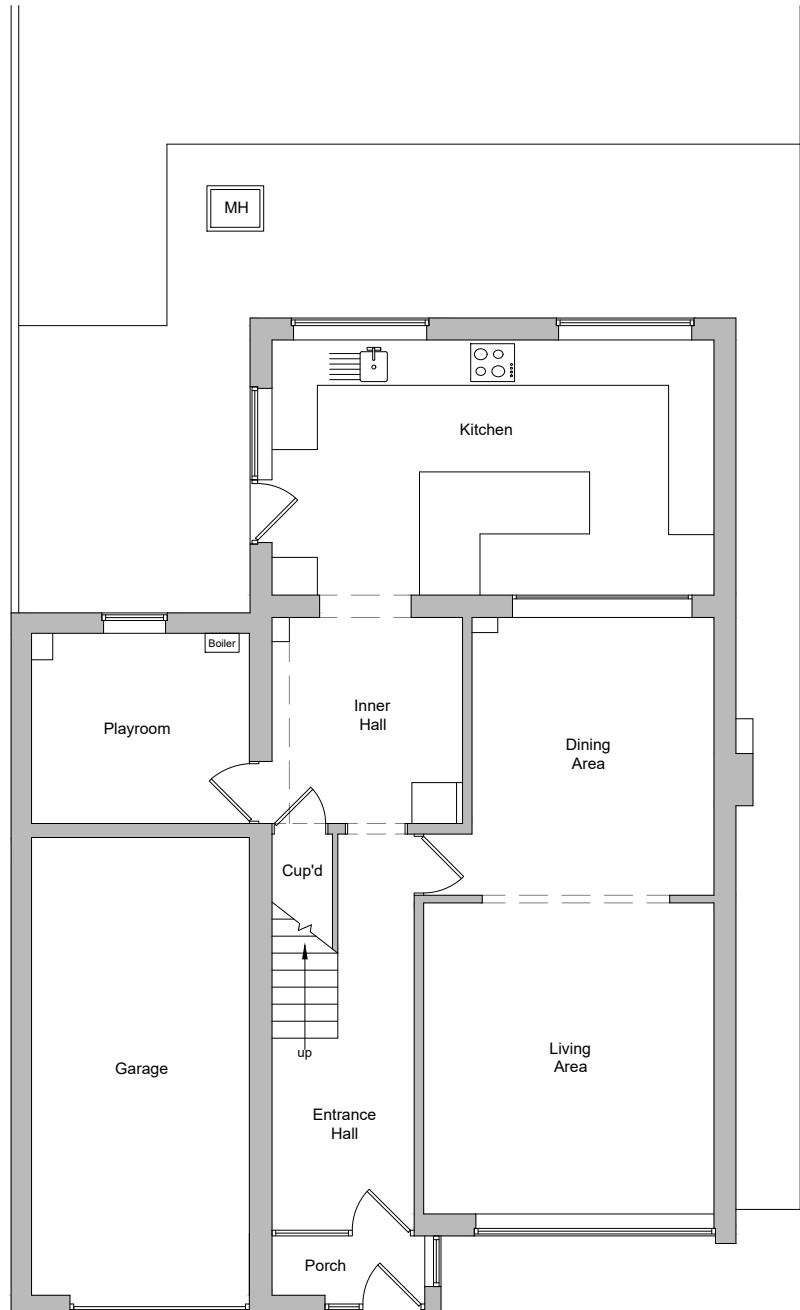 MH
Kitchen
Boiler
Inner
Hall
Playroom
Dining
Area
Cup'd
up
Living
Area
Garage
Entrance
Hall
Porch